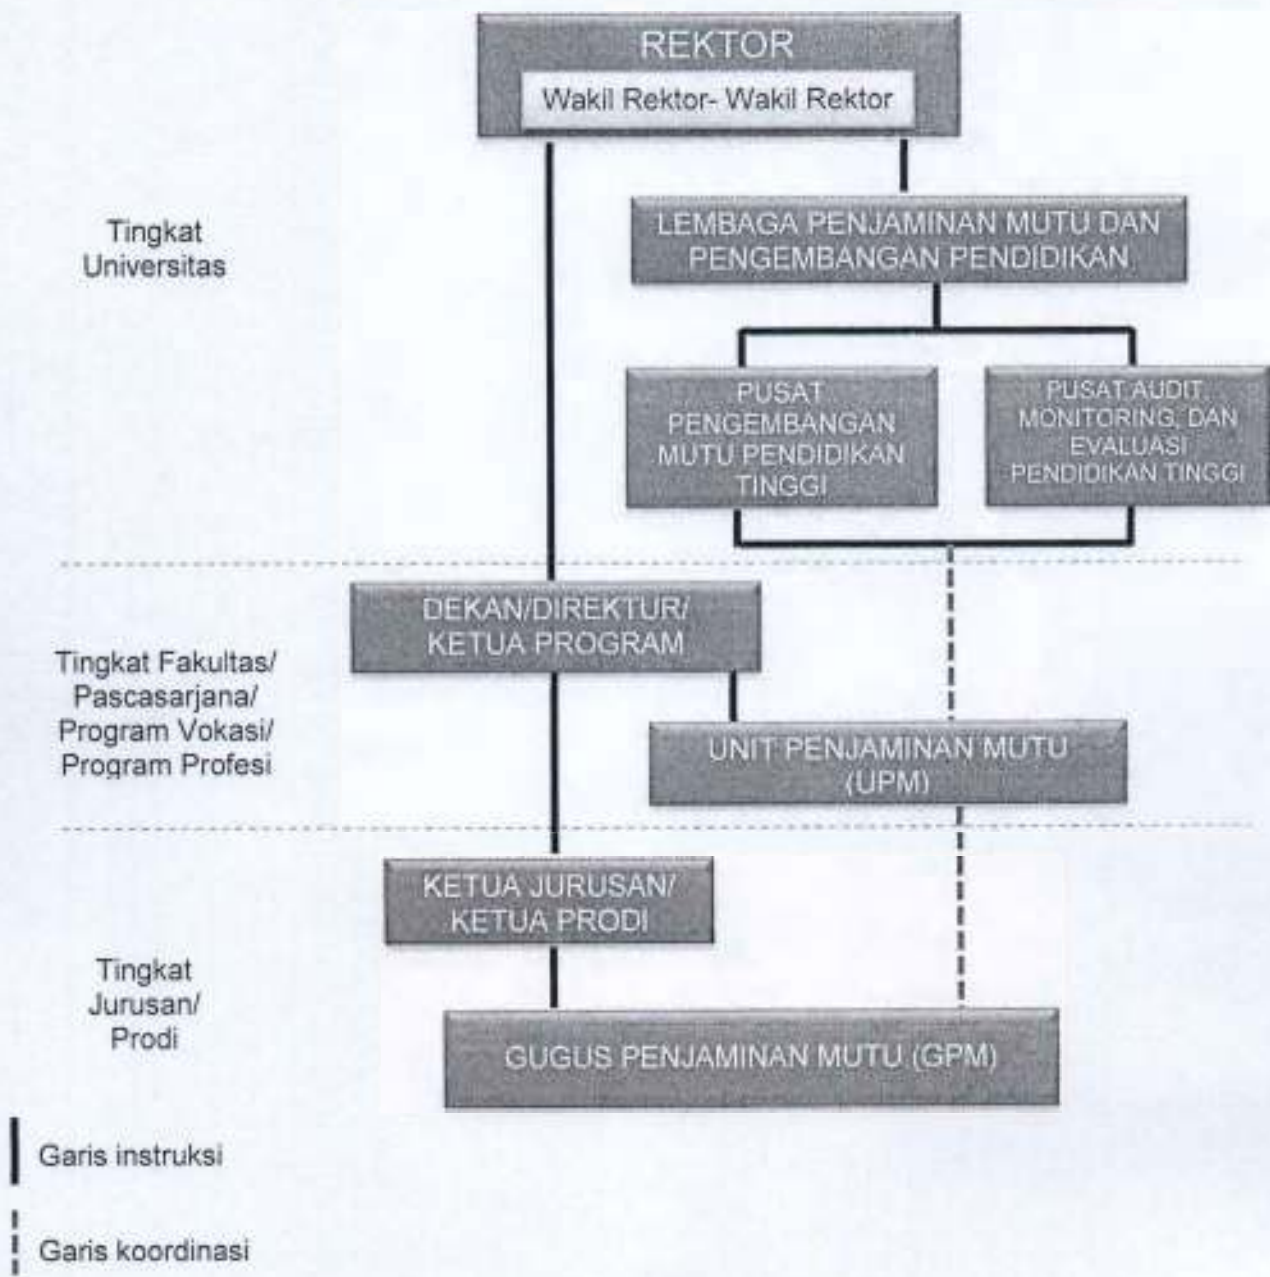 REKTOR
Wakil Rektor- Wakil Rektor
Tingkat
Universitas
LEMBAGA PENJAMINAN MUTU DAN
PENGEMBANGAN PENDIDIKAN
PUSAT
PENGEMBANGAN
MUTU PENDIDIKAN
TINGGI
PUSAT AUDIT,
MONITORING, DAN
EVALUASI
PENDIDIKAN TINGGI
Tingkat Fakultas/
Pascasarjana/
Program Vokasi/
Program Profesi
DEKAN/DIREKTUR/
KETUA PROGRAM
UNIT PENJAMINAN MUTU
(UPM)
Tingkat
Jurusan/
Prodi
KETUA JURUSAN/
KETUA PRODI
GUGUS PENJAMINAN MUTU (GPM)
Garis instruksi
Garis koordinasi